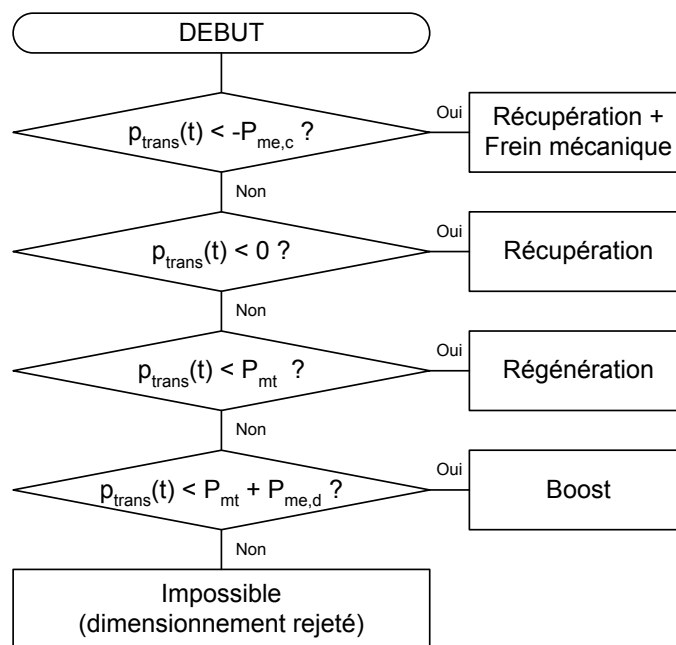 DEBUT
p_trans(t) < -P_me,c ?
Oui
Récupération +
Frein mécanique
Non
p_trans(t) < 0 ?
Oui
Récupération
Non
p_trans(t) < P_mt ?
Oui
Régénération
Non
p_trans(t) < P_mt + P_me,d ?
Oui
Boost
Non
Impossible
(dimensionnement rejeté)